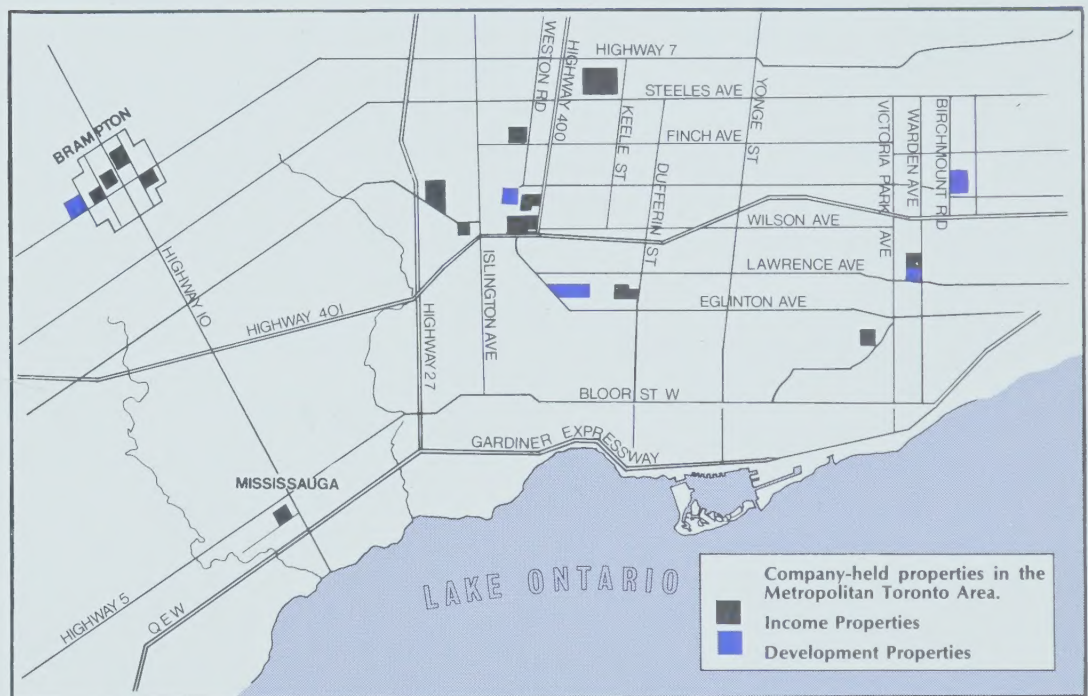 HIGHWAY 7
WESTON RD
HIGHWAY 400
STEELES AVE
KEELE ST
YONGE ST
FINCH AVE
VICTORIA PARK AVE
WARDEN AVE
BIRCHMOUNT RD
BRAMPTON
DUFFERIN ST
WILSON AVE
HIGHWAY 10
ISLINGTON AVE
LAWRENCE AVE
EGLINTON AVE
HIGHWAY 401
HIGHWAY 27
BLOOR ST W
GARDINER EXPRESSWAY
MISSISSAUGA
LAKE ONTARIO
HIGHWAY 5
QEW
Company-held properties in the
Metropolitan Toronto Area.
Income Properties
Development Properties